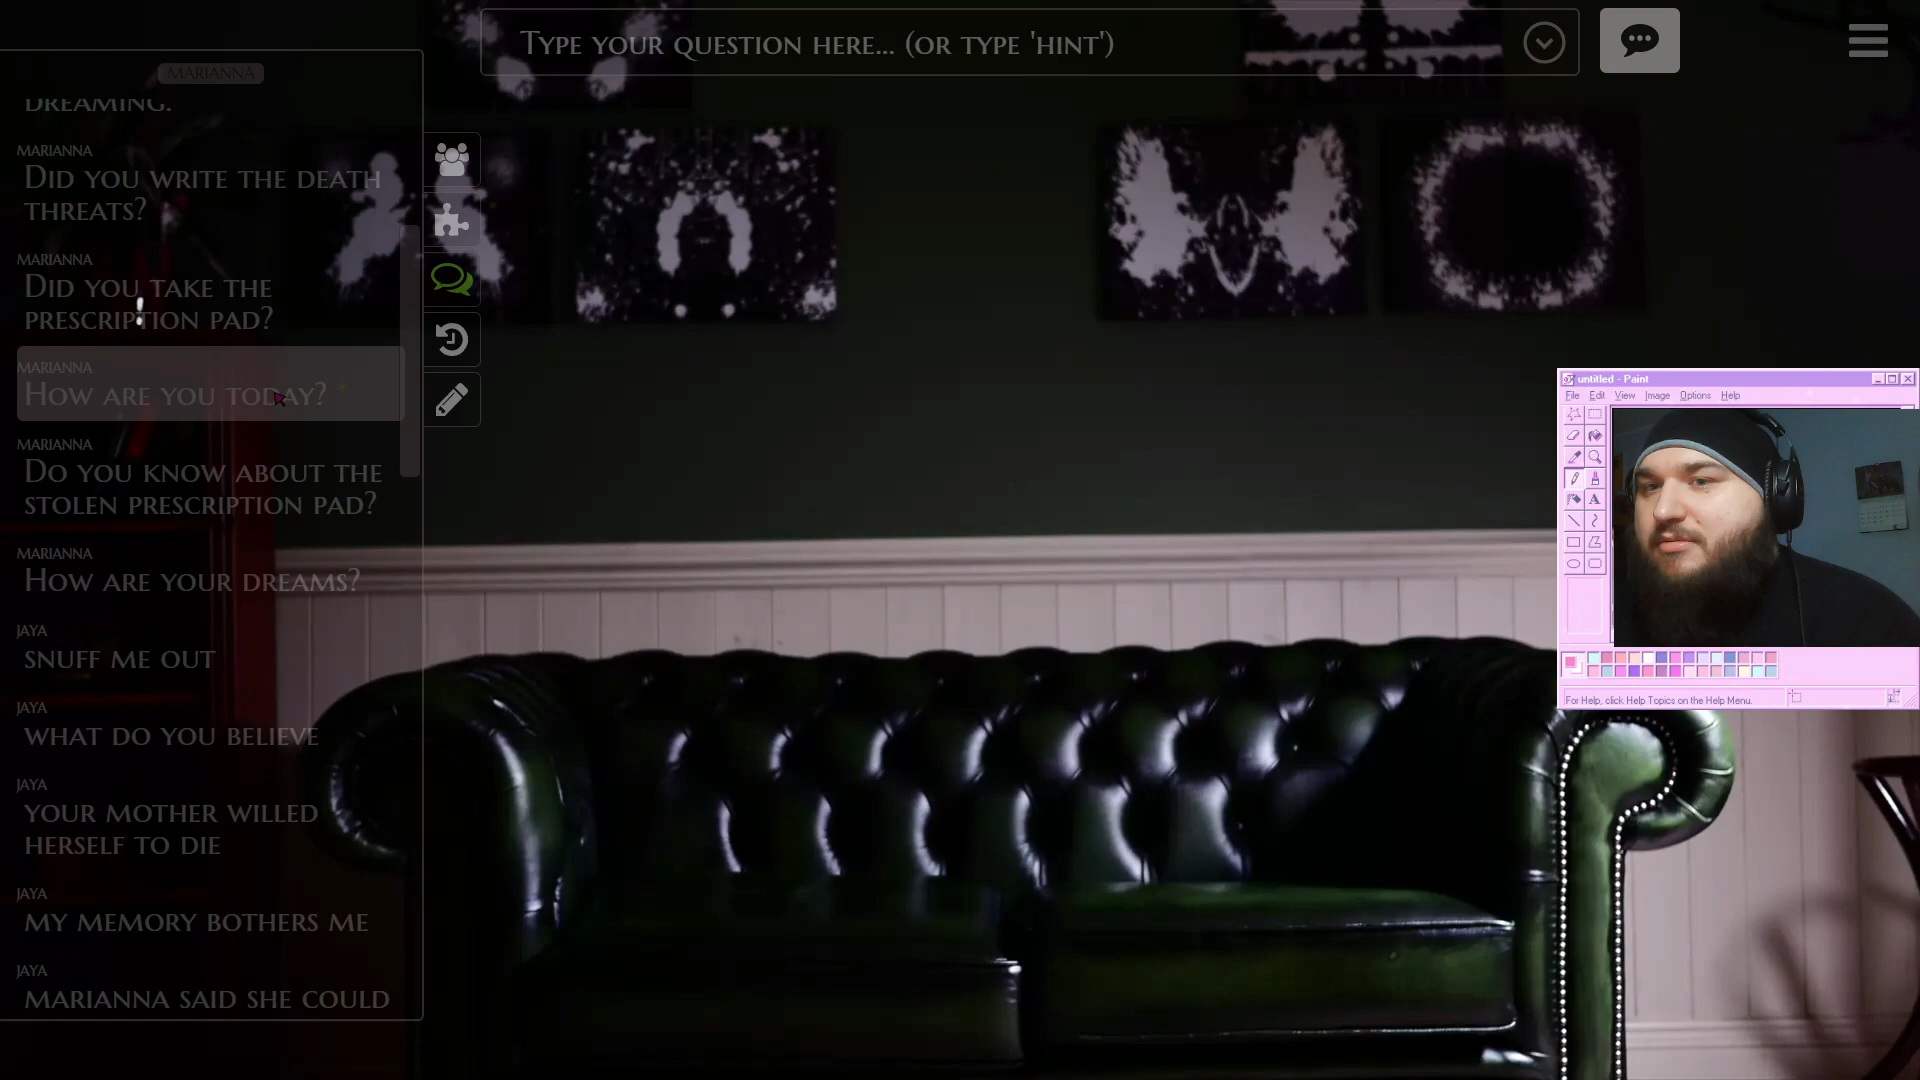 Type your question here... (or type 'hint')
MARIANNA
DREAMING.
MARIANNA
Did you write the death
threats?
MARIANNA
Did you take the
prescription pad?
MARIANNA
How are you today? *
MARIANNA
Do you know about the
stolen prescription pad?
MARIANNA
How are your dreams?
JAYA
SNUFF ME OUT
JAYA
WHAT DO YOU BELIEVE
JAYA
YOUR MOTHER WILLED
HERSELF TO DIE
JAYA
MY MEMORY BOTHERS ME
JAYA
MARIANNA SAID SHE COULD
untitled - Paint
File Edit View Image Options Help
A
For Help, click Help Topics on the Help Menu.